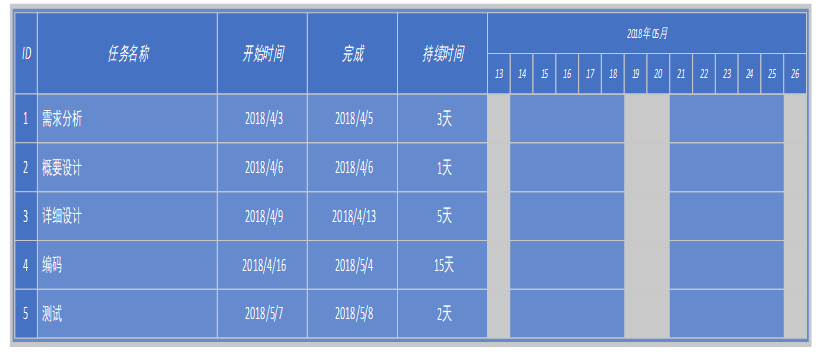 ID 任务名称 开始时间 完成 持续时间 2018年 05月
13 14 15 16 17 18 19 20 21 22 23 24 25 26
1 需求分析 2018/4/3 2018/4/5 3天
2 概要设计 2018/4/6 2018/4/6 1天
3 详细设计 2018/4/9 2018/4/13 5天
4 编码 2018/4/16 2018/5/4 15天
5 测试 2018/5/7 2018/5/8 2天